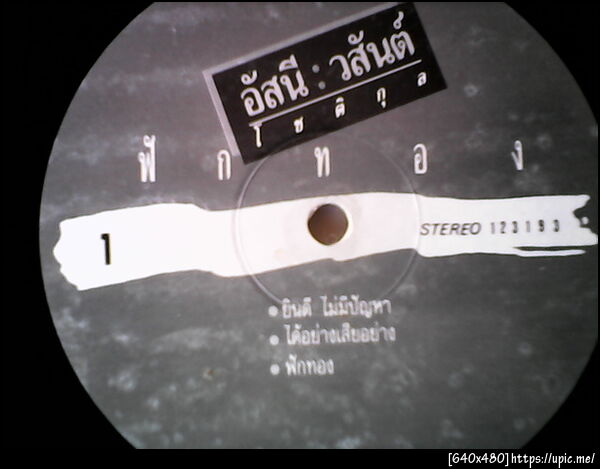 อัสนี : วสันต์
โชติกุล
ฟักทอง
1
STEREO 123193
• ยินดี ไม่มีปัญหา
• ได้อย่างเสียอย่าง
• ฟักทอง
[640x480]https://upic.me/